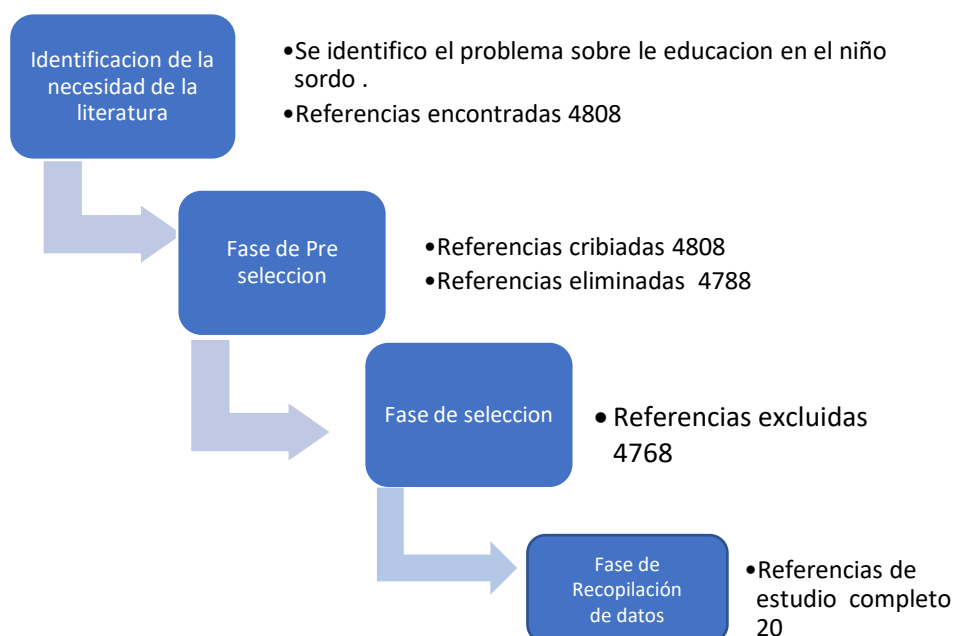 Identificacion de la
necesidad de la
literatura
•Se identifico el problema sobre le educacion en el niño
sordo .
•Referencias encontradas 4808
Fase de Pre
seleccion
•Referencias cribiadas 4808
•Referencias eliminadas 4788
Fase de seleccion
• Referencias excluidas
4768
Fase de
Recopilación
de datos
•Referencias de
estudio completo
20